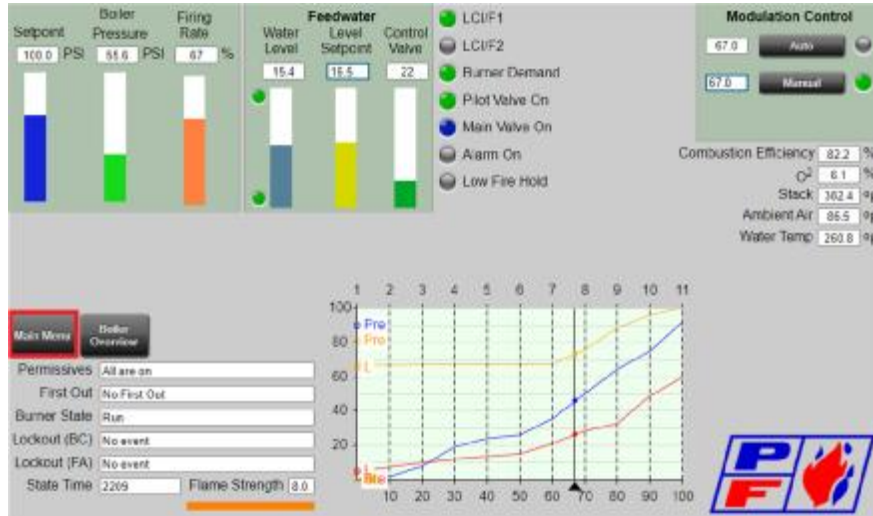 Setpoint
Boiler Pressure
Firing Rate
100.0 PSI
55.6 PSI
67 %
Feedwater
Water Level
Level Setpoint
Control Valve
15.4
16.5
22
LCI/F1
LCI/F2
Burner Demand
Pilot Valve On
Main Valve On
Alarm On
Low Fire Hold
Modulation Control
67.0 Auto
67.0 Manual
Combustion Efficiency 82.2 %
O2 6.1 %
Stack 362.4
Ambient Air 86.5
Water Temp 260.8
Main Menu
Boiler Overview
Permissives All are on
First Out No First Out
Burner State Run
Lockout (BC) No event
Lockout (FA) No event
State Time 2209
Flame Strength 8.0
1 2 3 4 5 6 7 8 9 10 11
100
80
60
40
20
10 20 30 40 50 60 70 80 90 100
Pre
Pro
L
L
PF